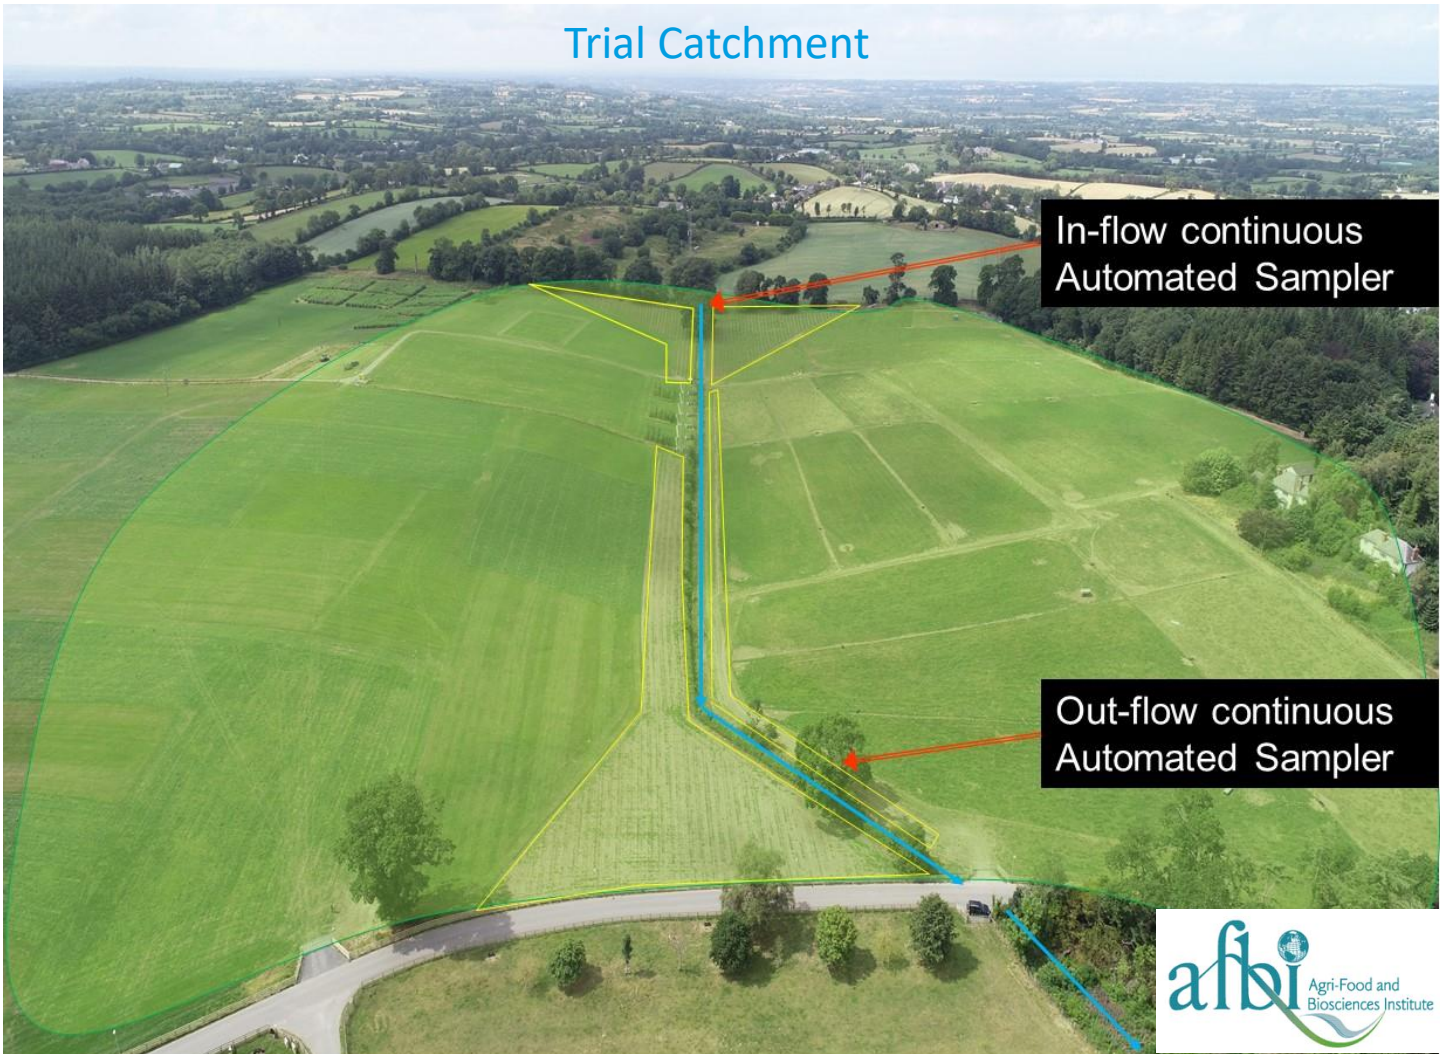 Trial Catchment
In-flow continuous
Automated Sampler
Out-flow continuous
Automated Sampler
afbi
Agri-Food and
Biosciences Institute